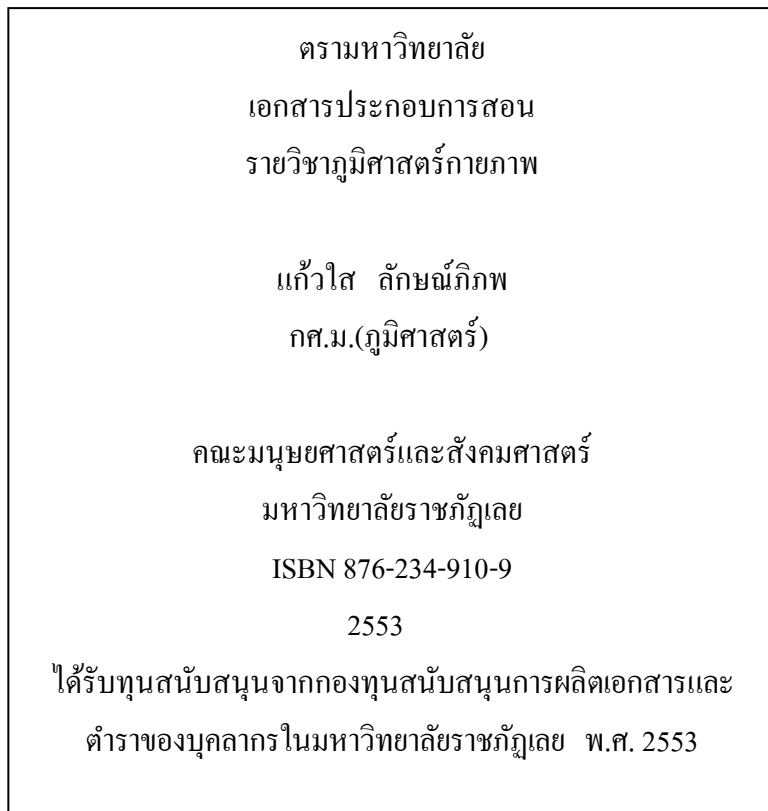 ตรามหาวิทยาลัย
เอกสารประกอบการสอน
รายวิชาภูมิศาสตร์กายภาพ
แก้วใส ลักษณ์ภิภพ
กศ.ม.(ภูมิศาสตร์)
คณะมนุษยศาสตร์และสังคมศาสตร์
มหาวิทยาลัยราชภัฏเลย
ISBN 876-234-910-9
2553
ได้รับทุนสนับสนุนจากกองทุนสนับสนุนการผลิตเอกสารและ
ตำราของบุคลากรในมหาวิทยาลัยราชภัฏเลย พ.ศ. 2553